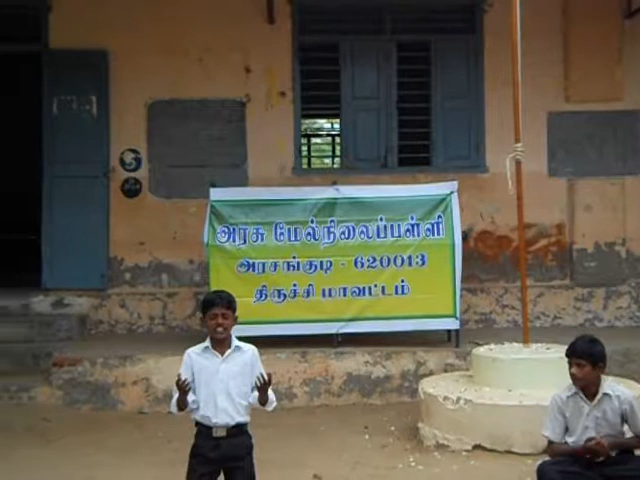 அரசு மேல்நிலைப்பள்ளி
அரசங்குடி - 620013
திருச்சி மாவட்டம்